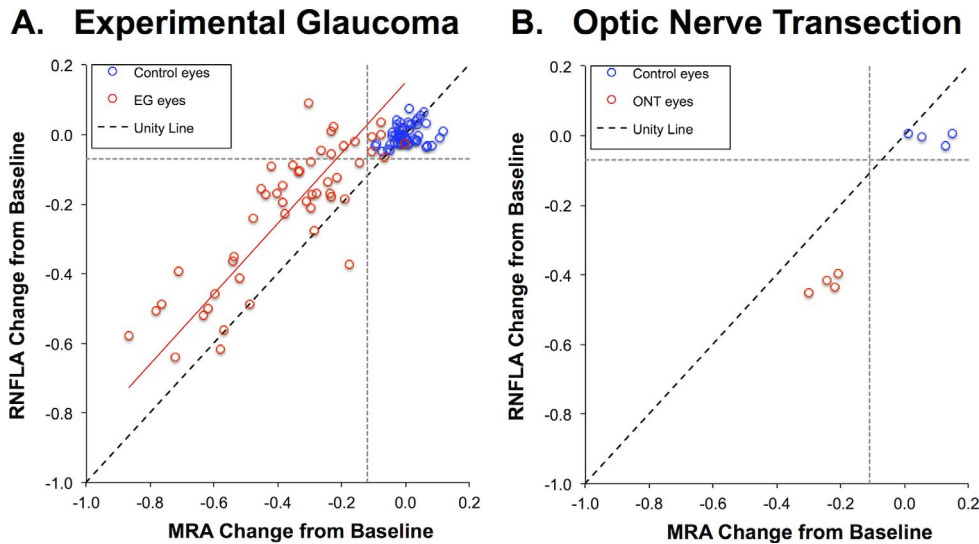 A. Experimental Glaucoma
Control eyes
EG eyes
Unity Line
0.2
0.0
-0.2
-0.4
-0.6
-0.8
-1.0
RNFLA Change from Baseline
-1.0 -0.8 -0.6 -0.4 -0.2 0.0 0.2
MRA Change from Baseline
B. Optic Nerve Transection
Control eyes
ONT eyes
Unity Line
0.2
0.0
-0.2
-0.4
-0.6
-0.8
-1.0
RNFLA Change from Baseline
-1.0 -0.8 -0.6 -0.4 -0.2 0.0 0.2
MRA Change from Baseline